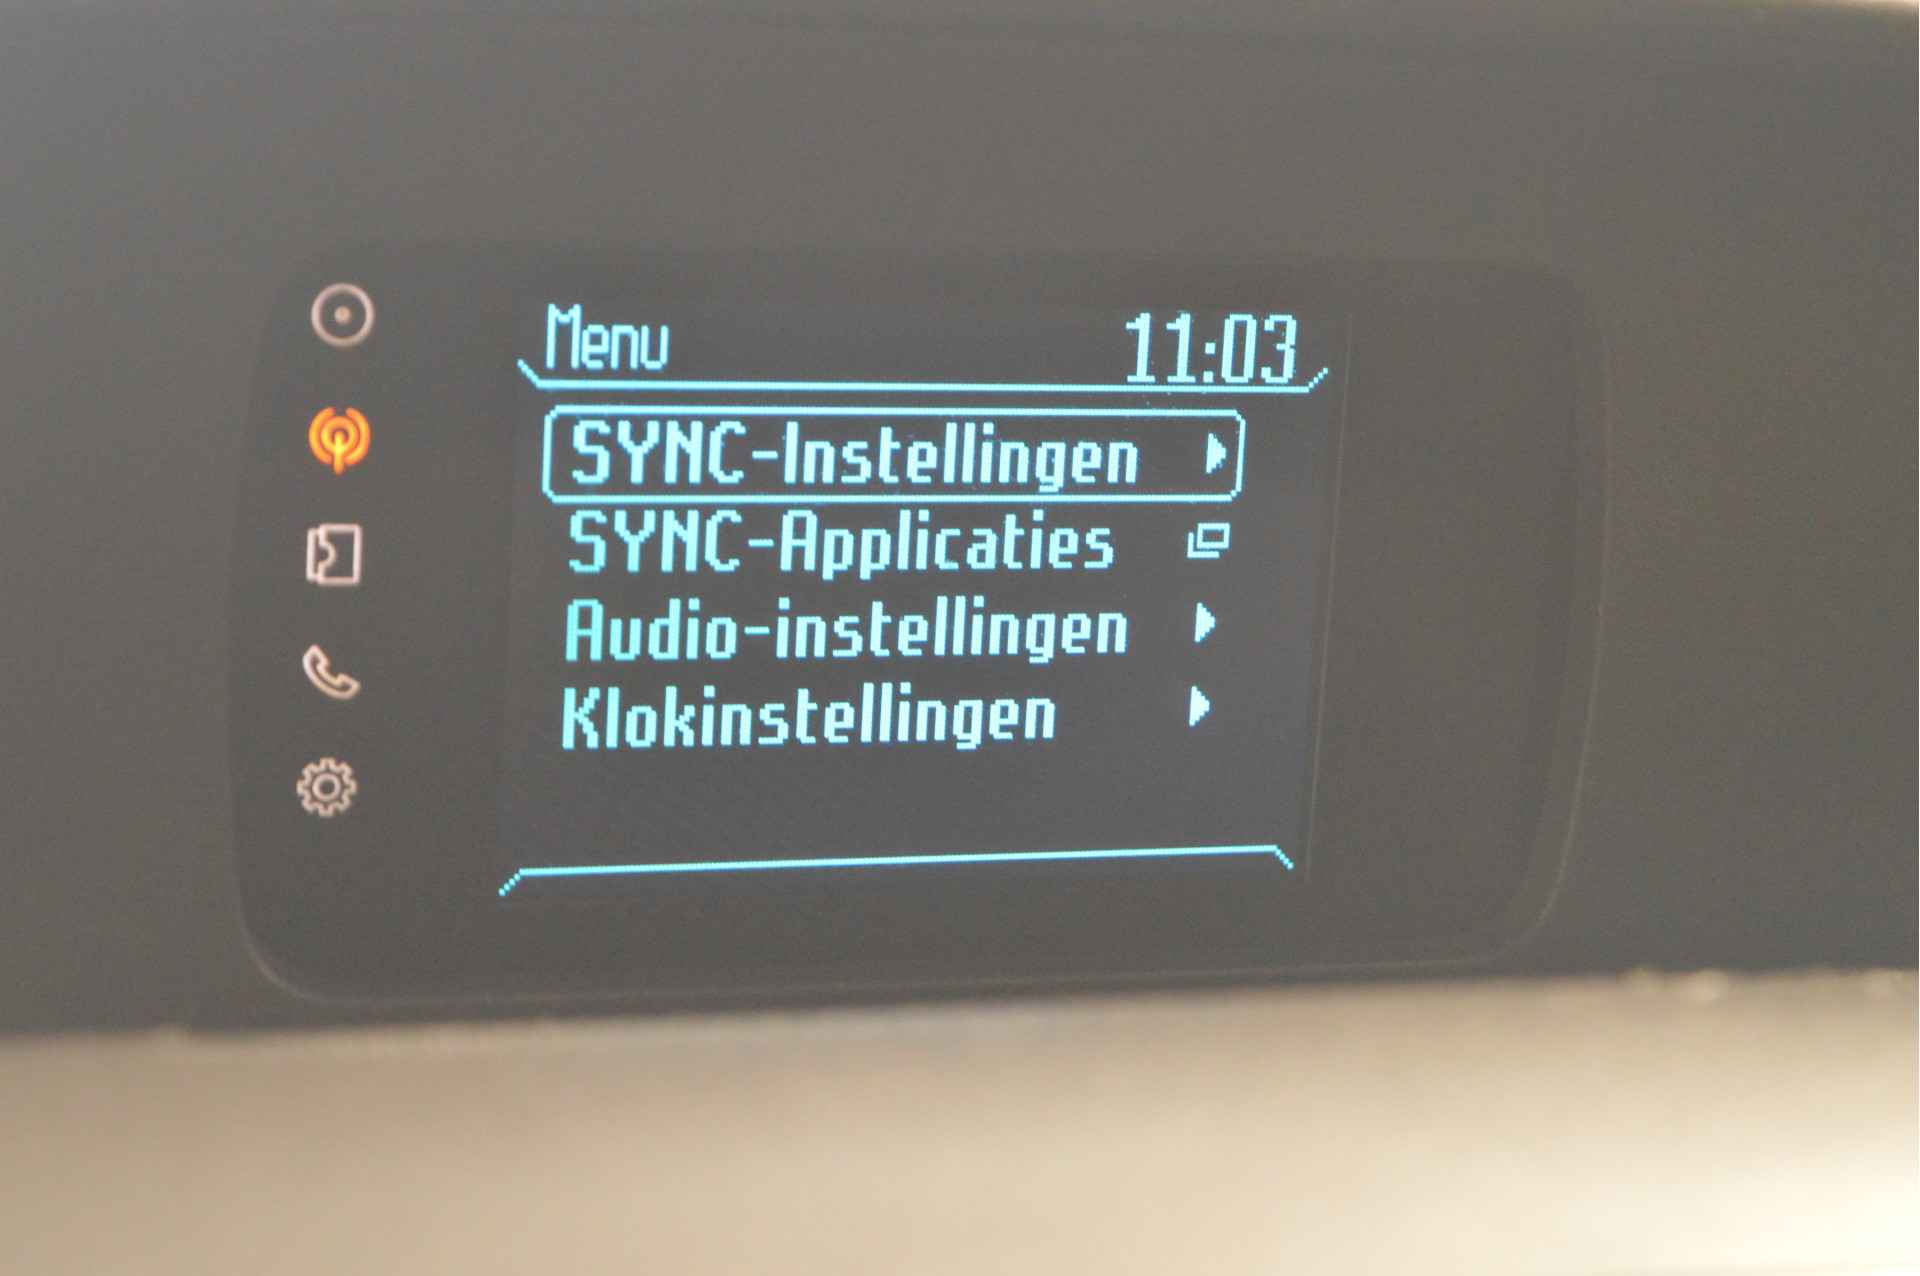 Menu 11:03
SYNC-Instellingen
SYNC-Applicaties
Audio-instellingen
Klokinstellingen